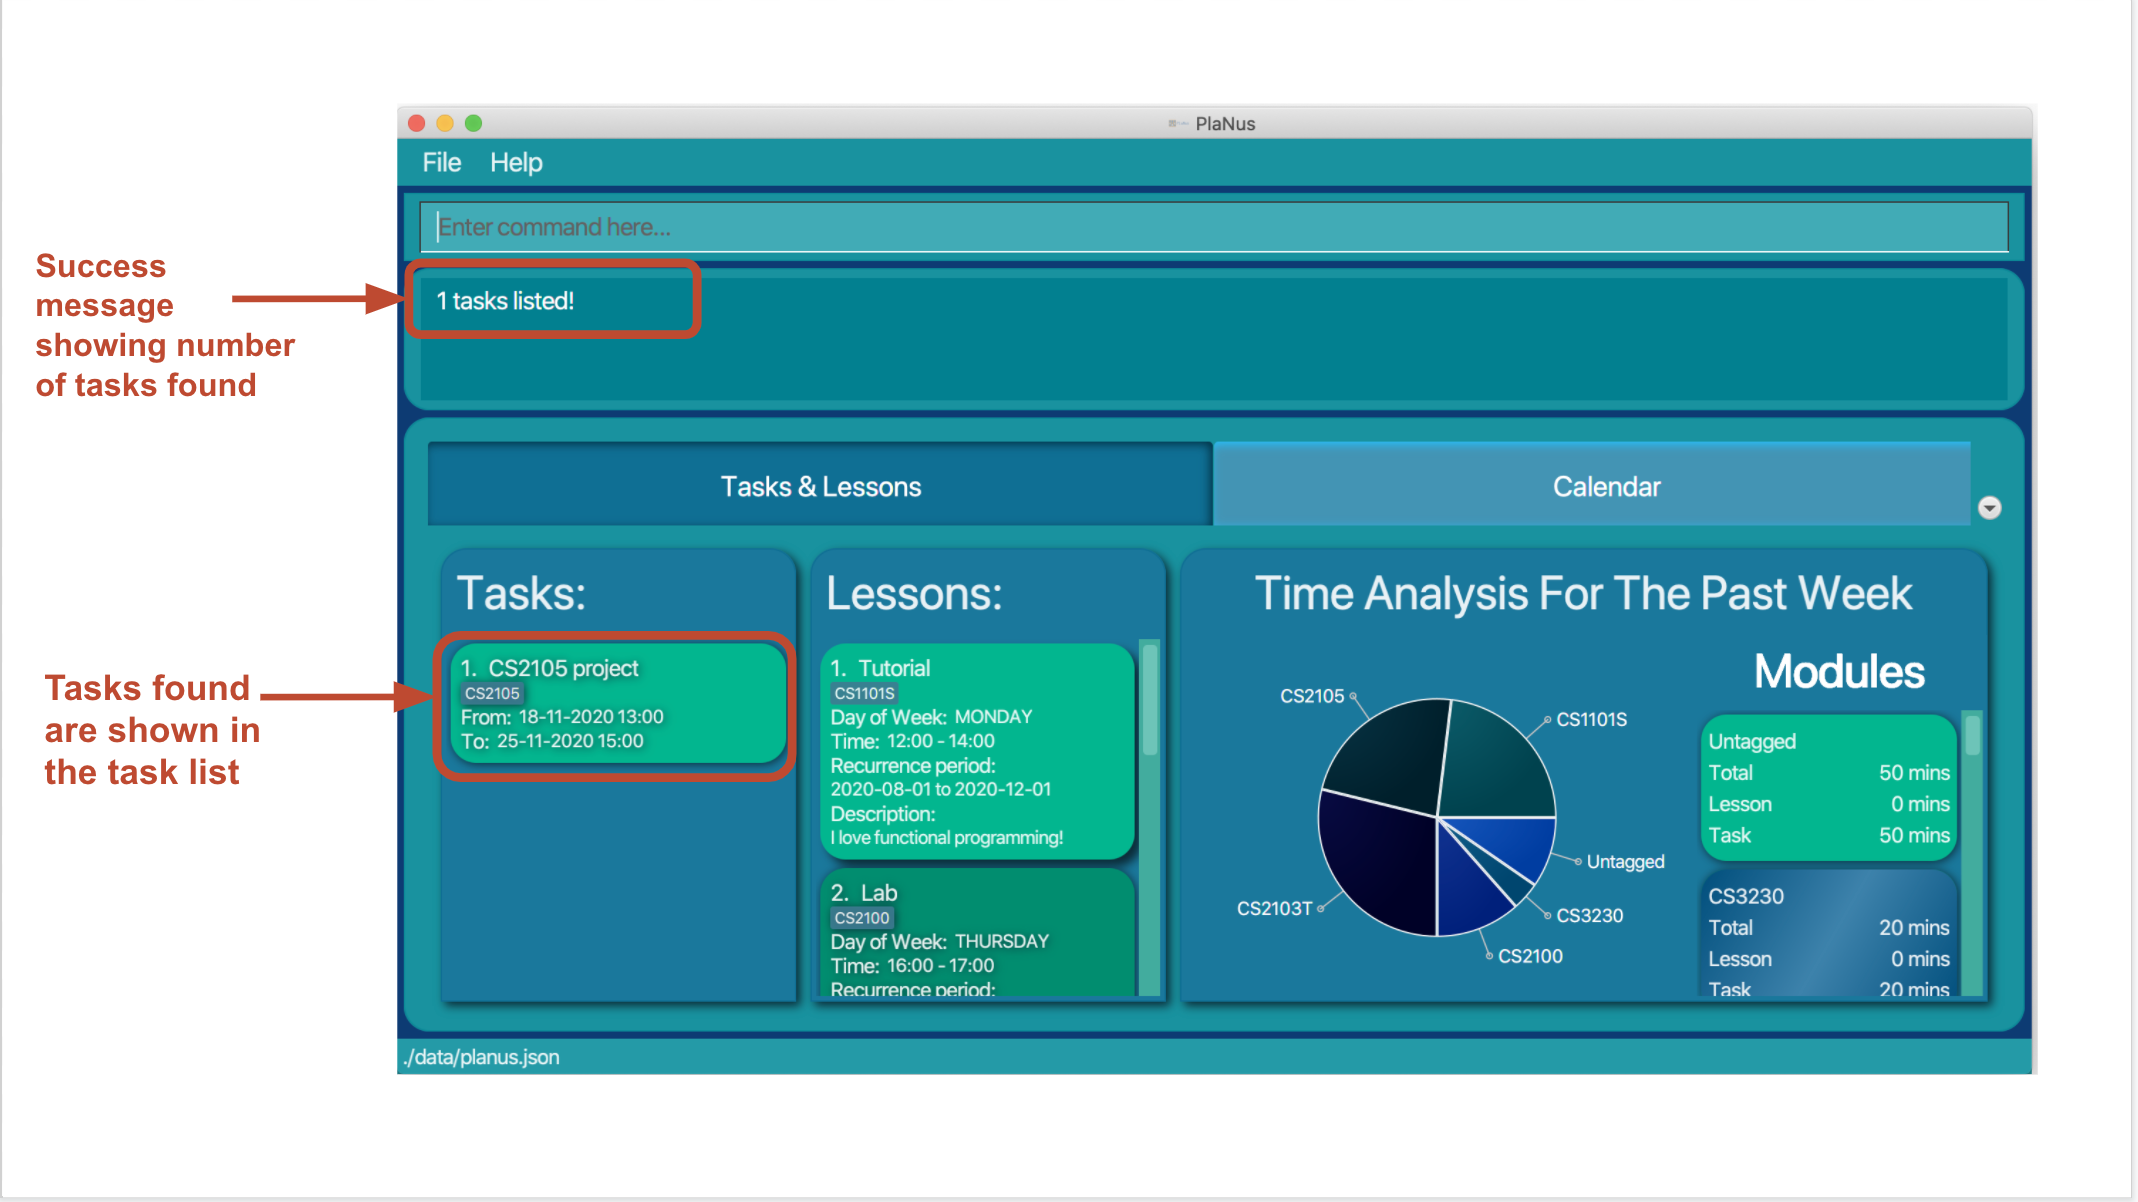 PlaNus
File Help
Enter command here...
Success
message
showing number
of tasks found
1 tasks listed!
Tasks & Lessons
Calendar
Tasks found
are shown in
the task list
Tasks:
1. CS2105 project
CS2105
From: 18-11-2020 13:00
To: 25-11-2020 15:00
Lessons:
1. Tutorial
CS1101S
Day of Week: MONDAY
Time: 12:00 - 14:00
Recurrence period:
2020-08-01 to 2020-12-01
Description:
I love functional programming!
2. Lab
CS2100
Day of Week: THURSDAY
Time: 16:00 - 17:00
Recurrence period:
Time Analysis For The Past Week
CS2105
CS1101S
Untagged
CS3230
CS2100
CS2103T
Modules
Untagged
Total 50 mins
Lesson 0 mins
Task 50 mins
CS3230
Total 20 mins
Lesson 0 mins
Task 20 mins
./data/planus.json